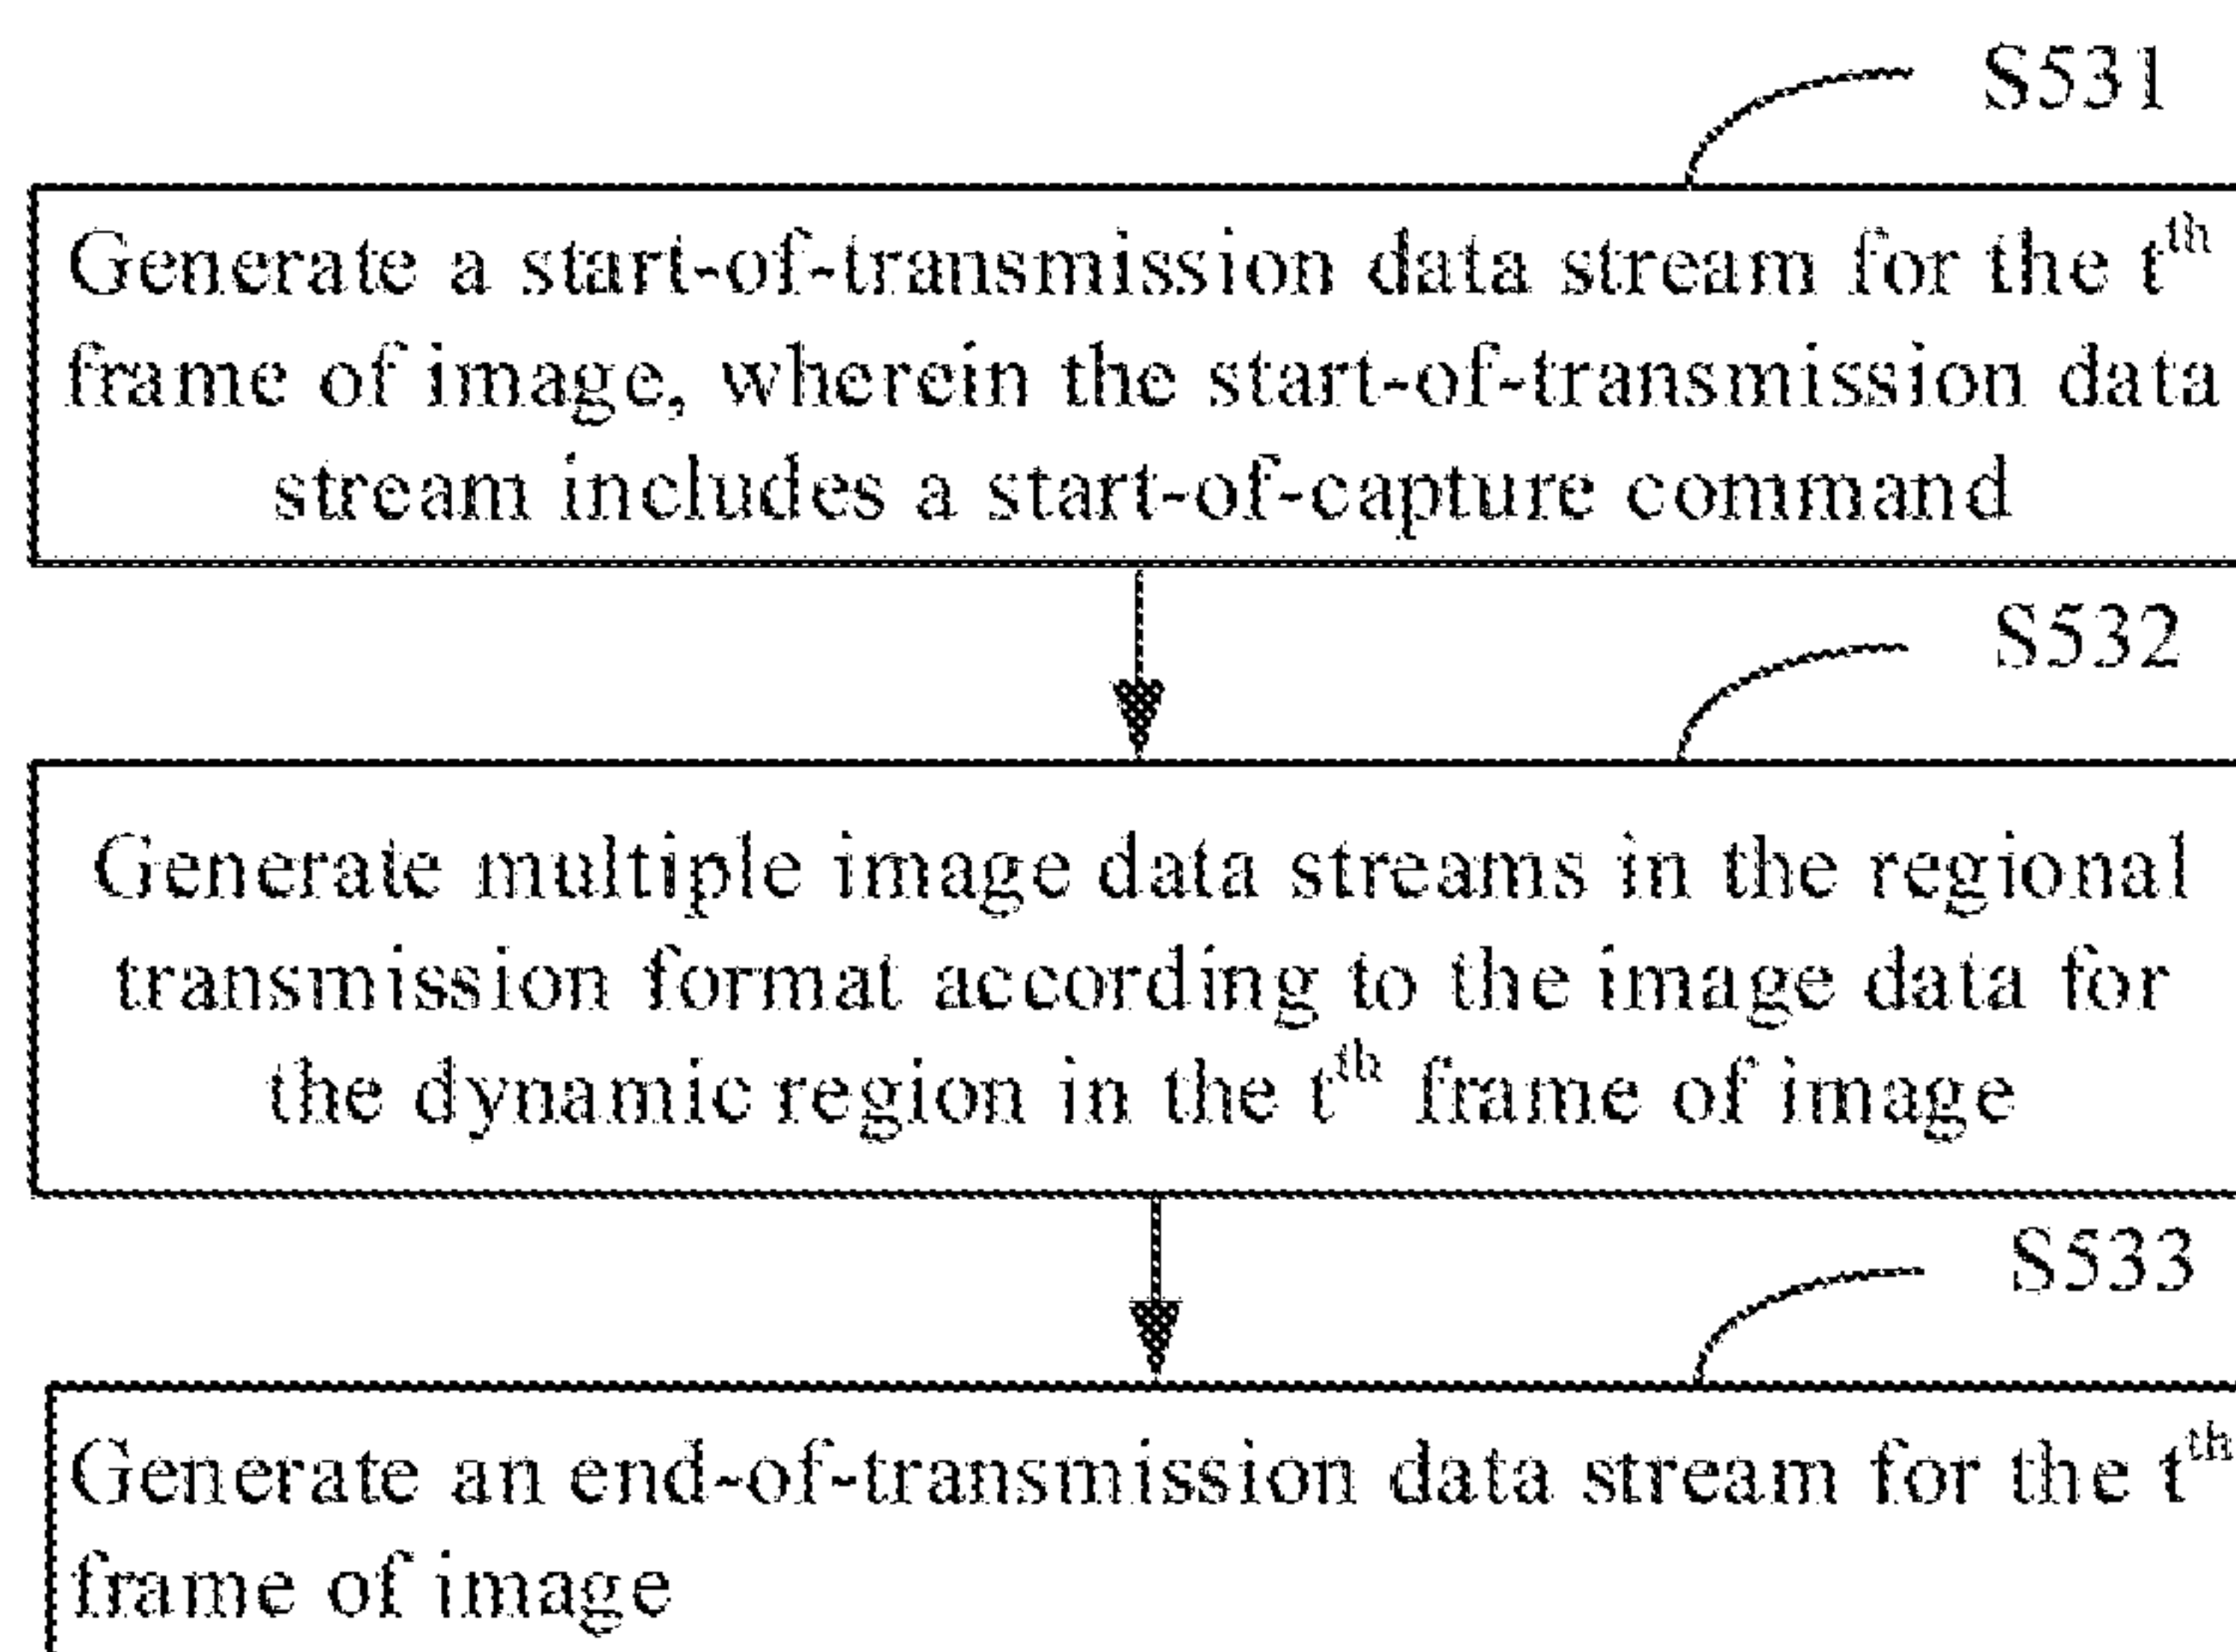 S531
Generate a start-of-transmission data stream for the tth
frame of image, wherein the start-of-transmission data
stream includes a start-of-capture command
S532
Generate multiple image data streams in the regional
transmission format according to the image data for
the dynamic region in the tth frame of image
S533
Generate an end-of-transmission data stream for the tth
frame of image